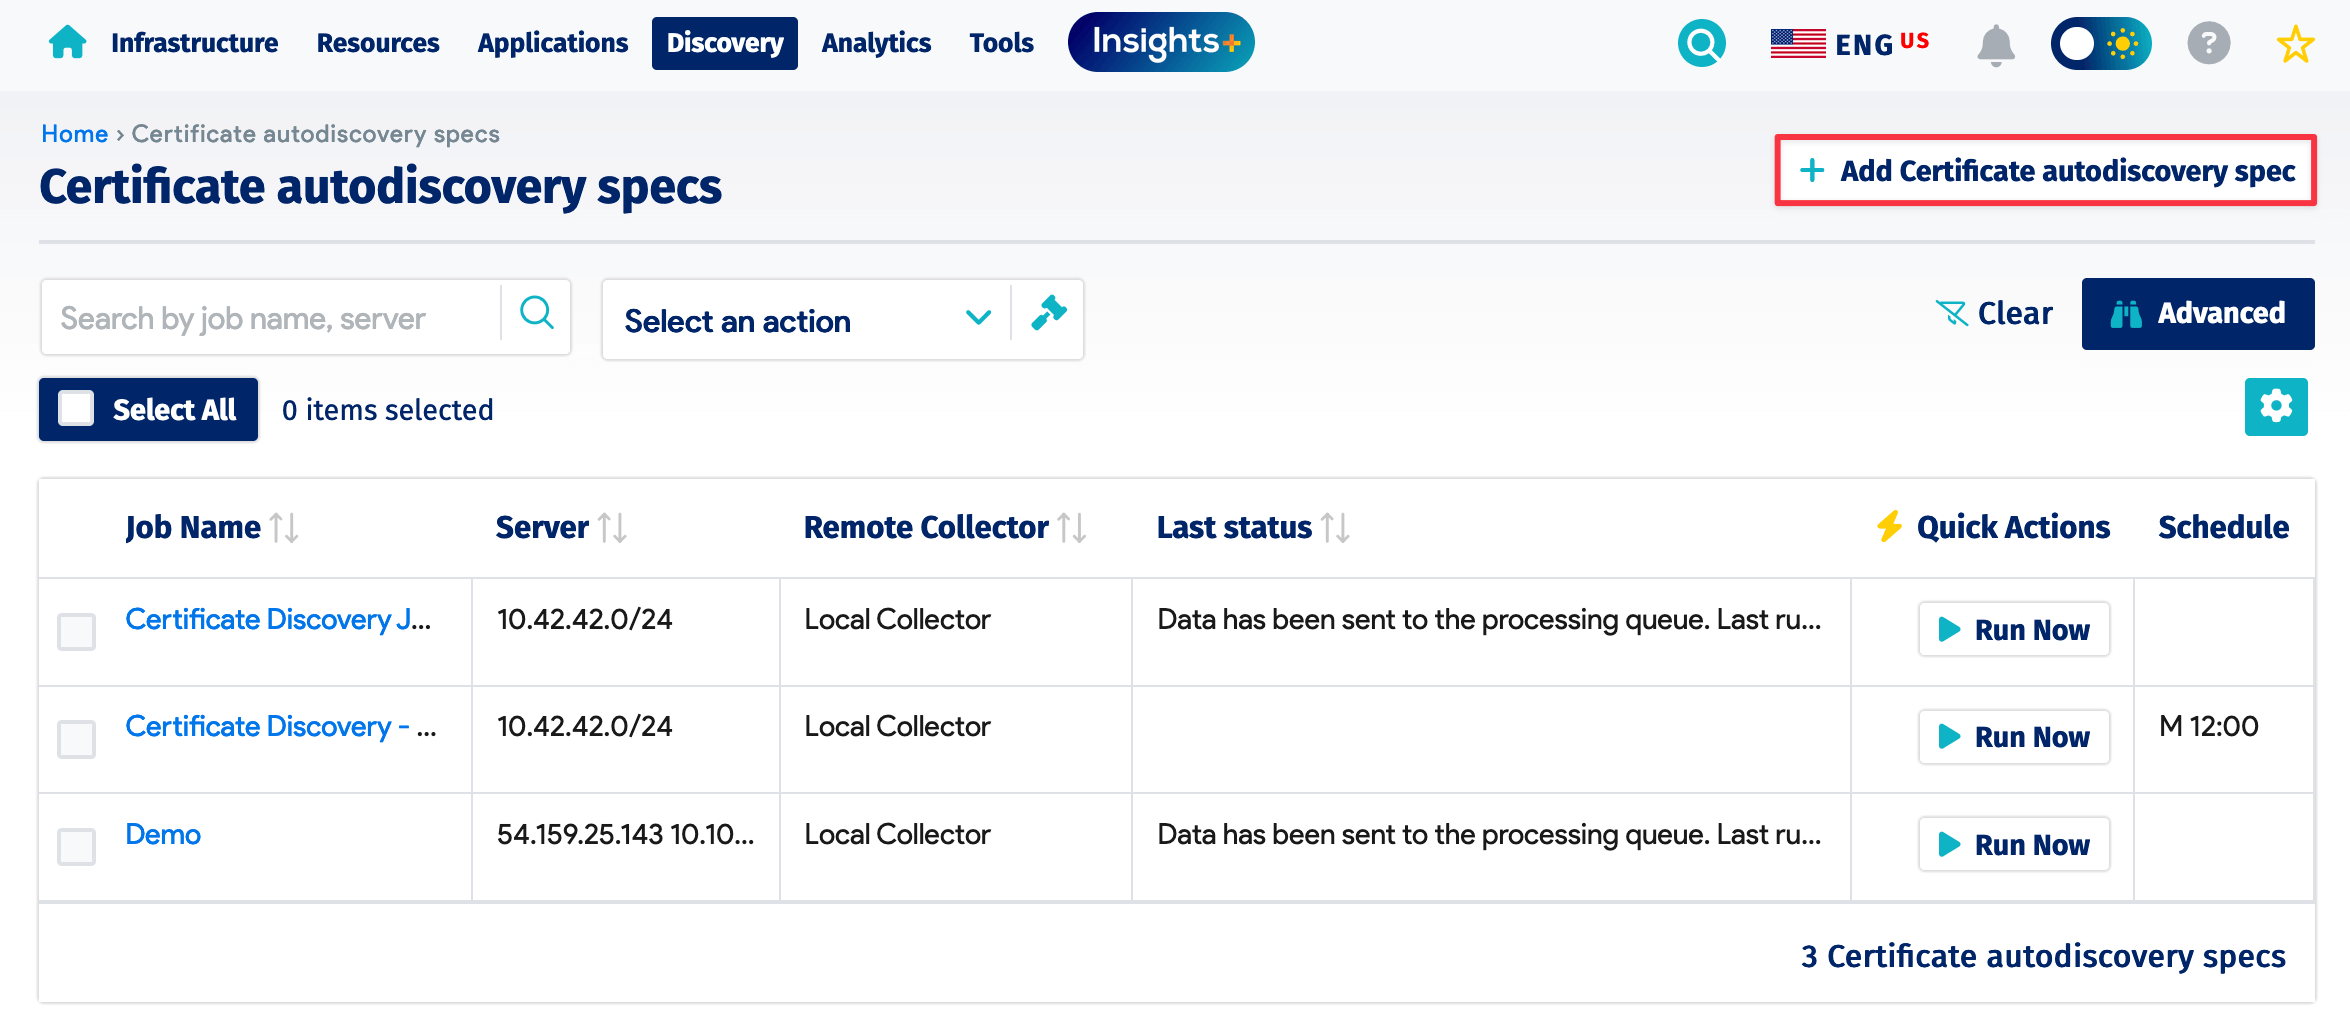 Infrastructure Resources Applications Discovery Analytics Tools Insights+ ENG US ?
Home › Certificate autodiscovery specs
Certificate autodiscovery specs
+ Add Certificate autodiscovery spec
Search by job name, server
Select an action
Clear
Advanced
Select All 0 items selected
Job Name Server Remote Collector Last status Quick Actions Schedule
Certificate Discovery J... 10.42.42.0/24 Local Collector Data has been sent to the processing queue. Last ru... Run Now
Certificate Discovery - ... 10.42.42.0/24 Local Collector Run Now M 12:00
Demo 54.159.25.143 10.10... Local Collector Data has been sent to the processing queue. Last ru... Run Now
3 Certificate autodiscovery specs